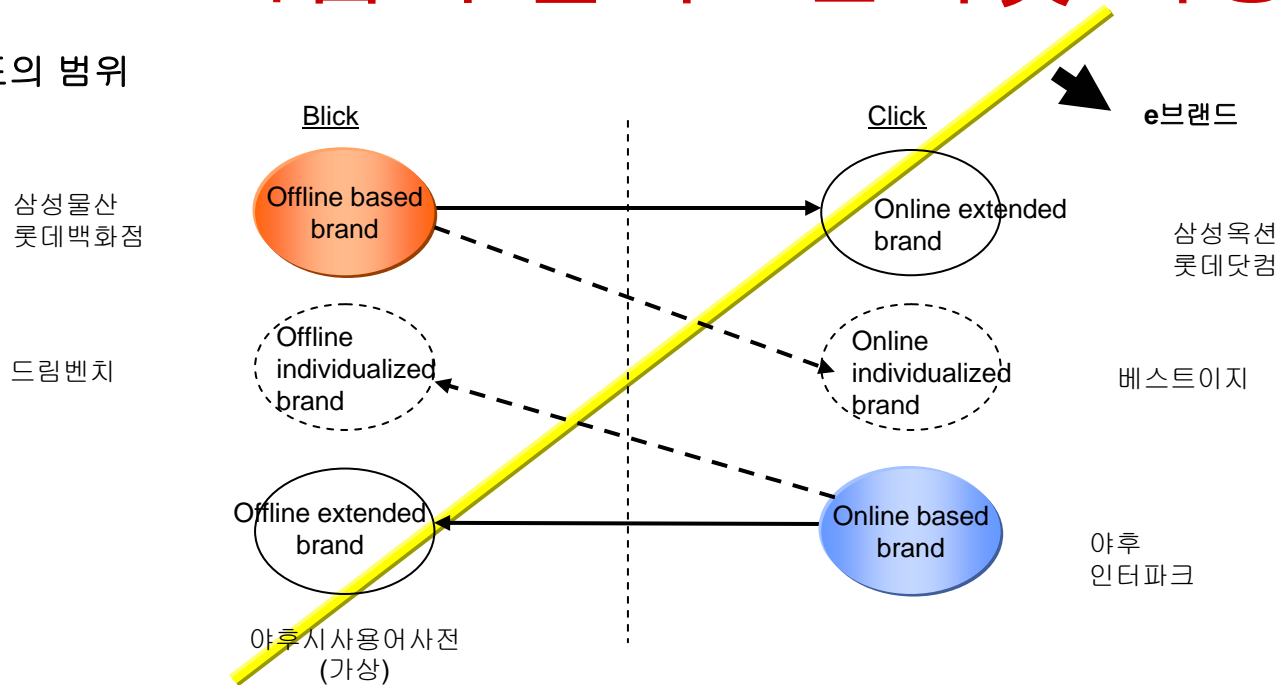 의 범위
Blick
Click
e브랜드
삼성물산
롯데백화점
Offline based
brand
Online extended
brand
삼성옥션
롯데닷컴
드림벤치
Offline
individualized
brand
Online
individualized
brand
베스트이지
Offline extended
brand
Online based
brand
야후
인터파크
야후시사용어사전
(가상)